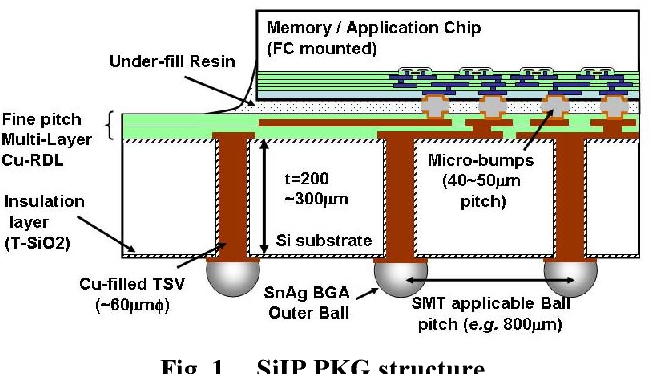 Memory / Application Chip
(FC mounted)
Under-fill Resin
Fine pitch
Multi-Layer
Cu-RDL
Micro-bumps
(40~50μm
pitch)
t=200
~300μm
Insulation
layer
(T-SiO2)
Si substrate
Cu-filled TSV
(~60μmϕ)
SnAg BGA
Outer Ball
SMT applicable Ball
pitch (e.g. 800μm)
Fig. 1 SiIP PKG structure